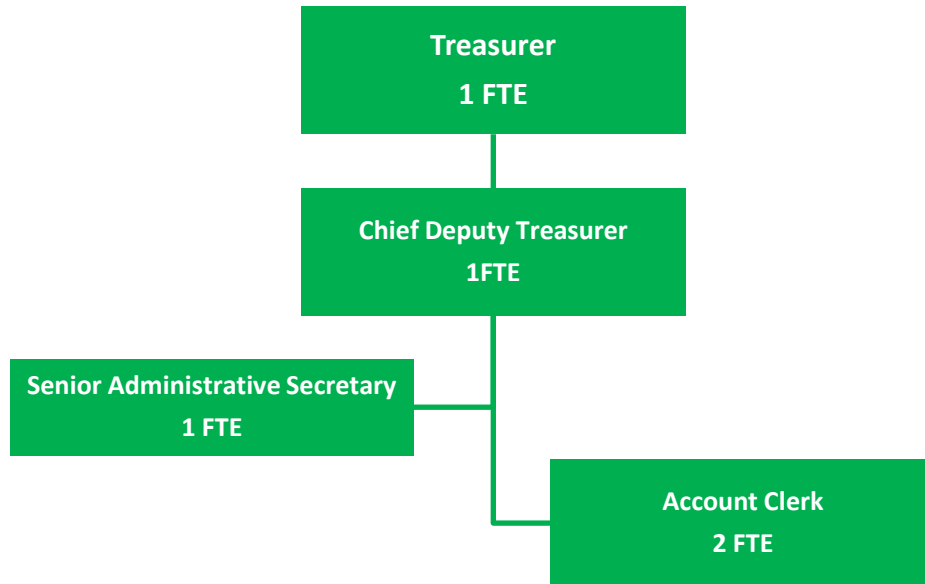 Treasurer
1 FTE
Chief Deputy Treasurer
1FTE
Senior Administrative Secretary
1 FTE
Account Clerk
2 FTE